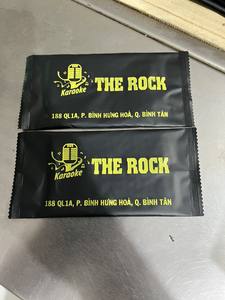 Karaoke
THE ROCK
188 QL1A, P. BÌNH HƯNG HOÀ, Q. BÌNH TÂN
Karaoke
THE ROCK
188 QL1A, P. BÌNH HƯNG HOÀ, Q. BÌNH TÂN